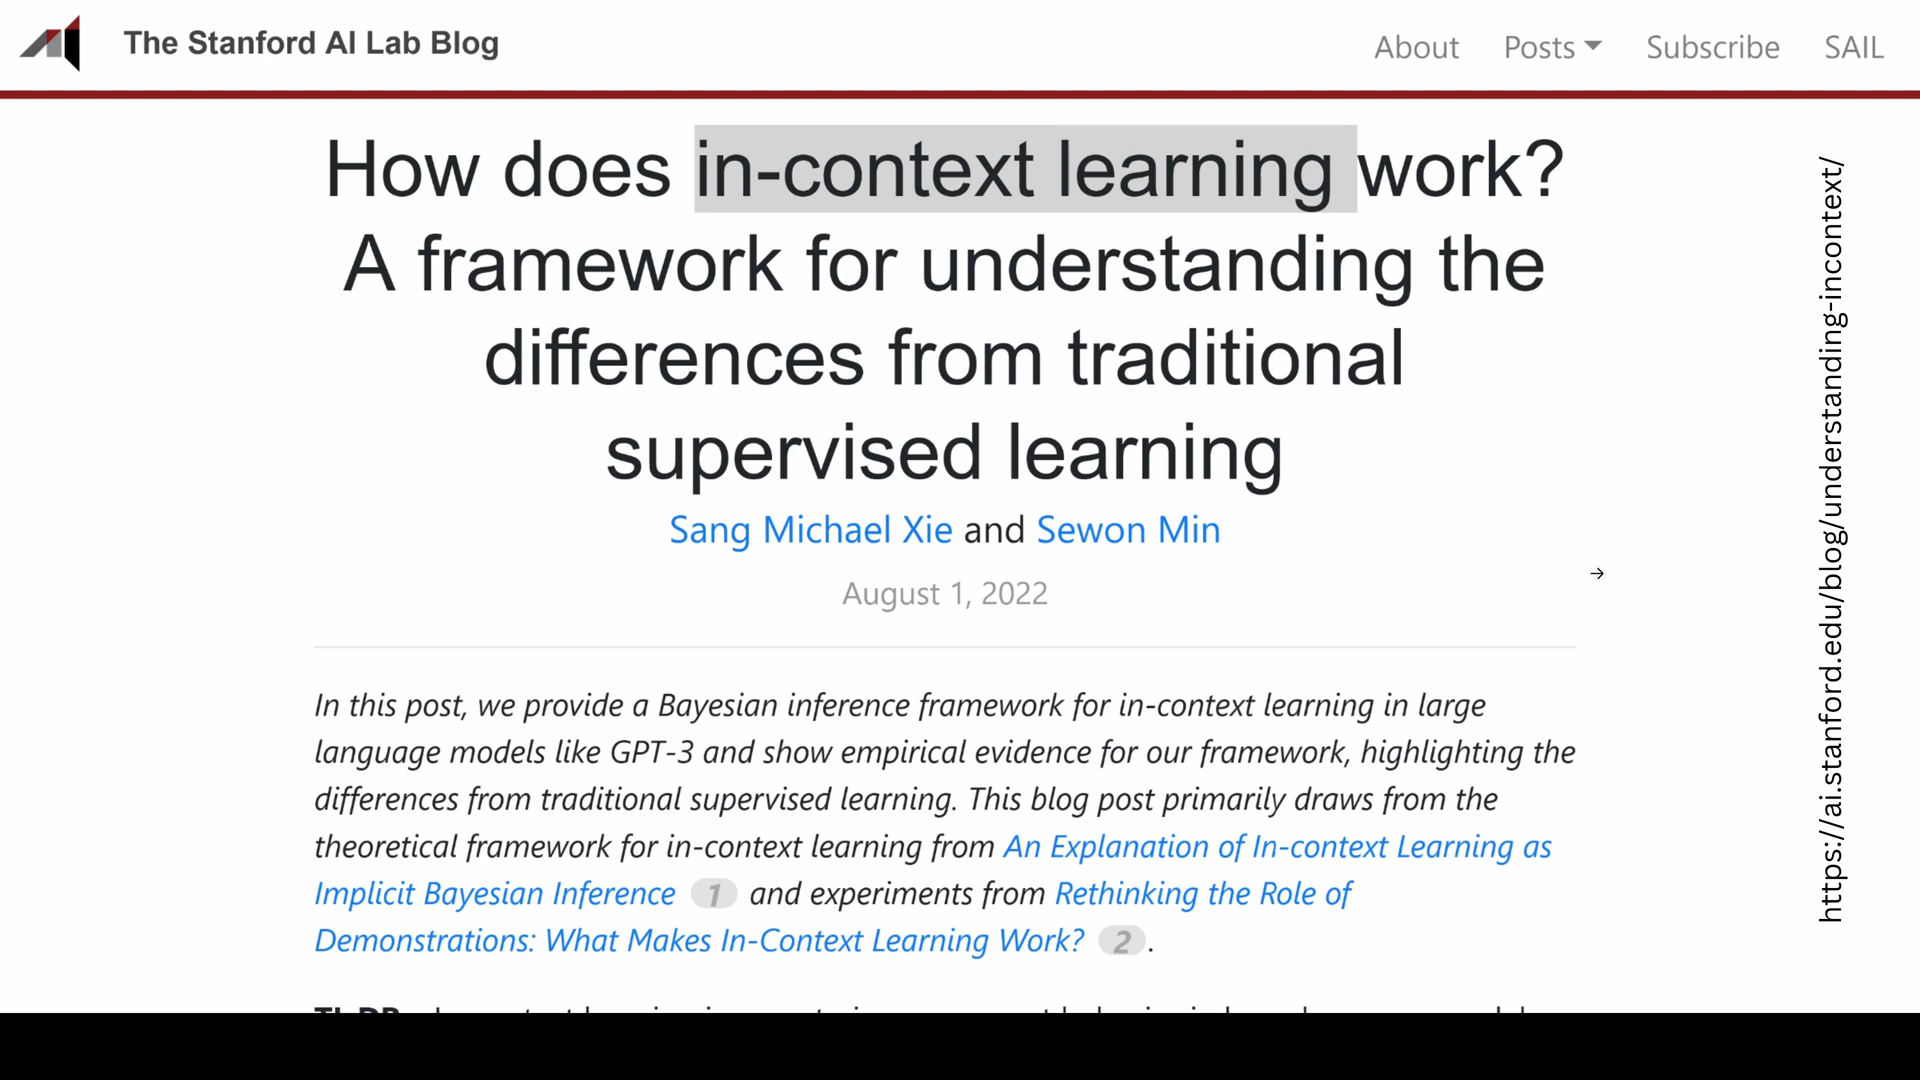 The Stanford AI Lab Blog
About Posts Subscribe SAIL
How does in-context learning work?
A framework for understanding the
differences from traditional
supervised learning
Sang Michael Xie and Sewon Min
August 1, 2022
In this post, we provide a Bayesian inference framework for in-context learning in large
language models like GPT-3 and show empirical evidence for our framework, highlighting the
differences from traditional supervised learning. This blog post primarily draws from the
theoretical framework for in-context learning from An Explanation of In-context Learning as
Implicit Bayesian Inference 1 and experiments from Rethinking the Role of
Demonstrations: What Makes In-Context Learning Work? 2 .
https://ai.stanford.edu/blog/understanding-incontext/